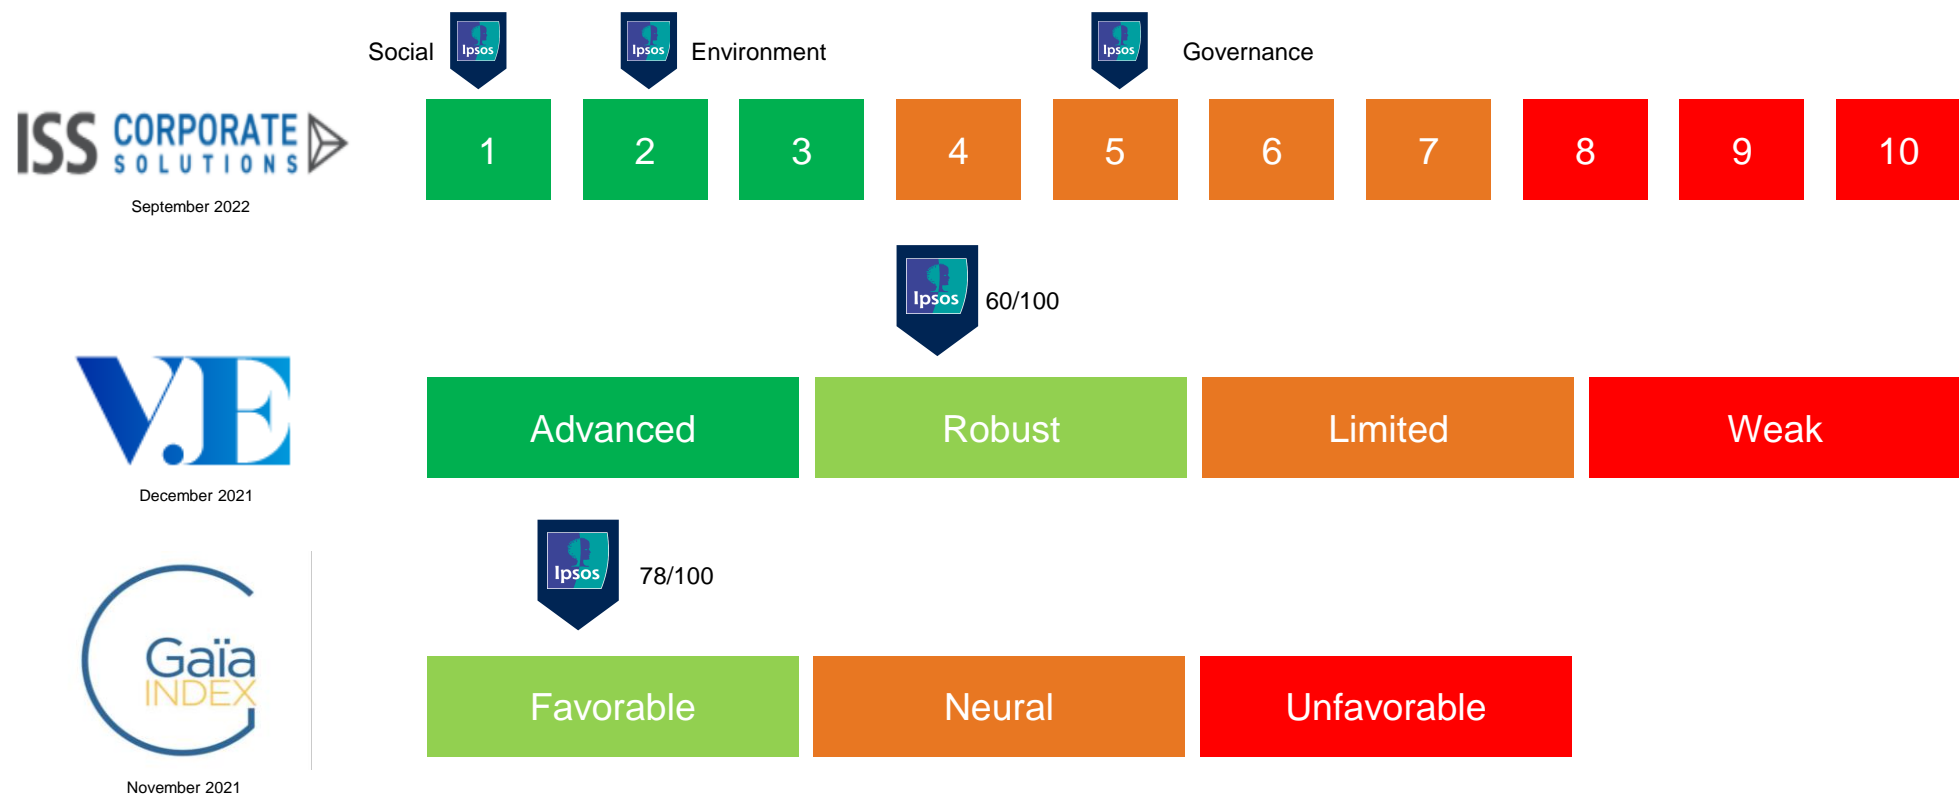 Social Ipsos Ipsos Environment Ipsos Governance
ISS CORPORATE SOLUTIONS
September 2022
1 2 3 4 5 6 7 8 9 10
Ipsos 60/100
V.E
December 2021
Advanced Robust Limited Weak
Ipsos 78/100
Gaïa
INDEX
November 2021
Favorable Neural Unfavorable